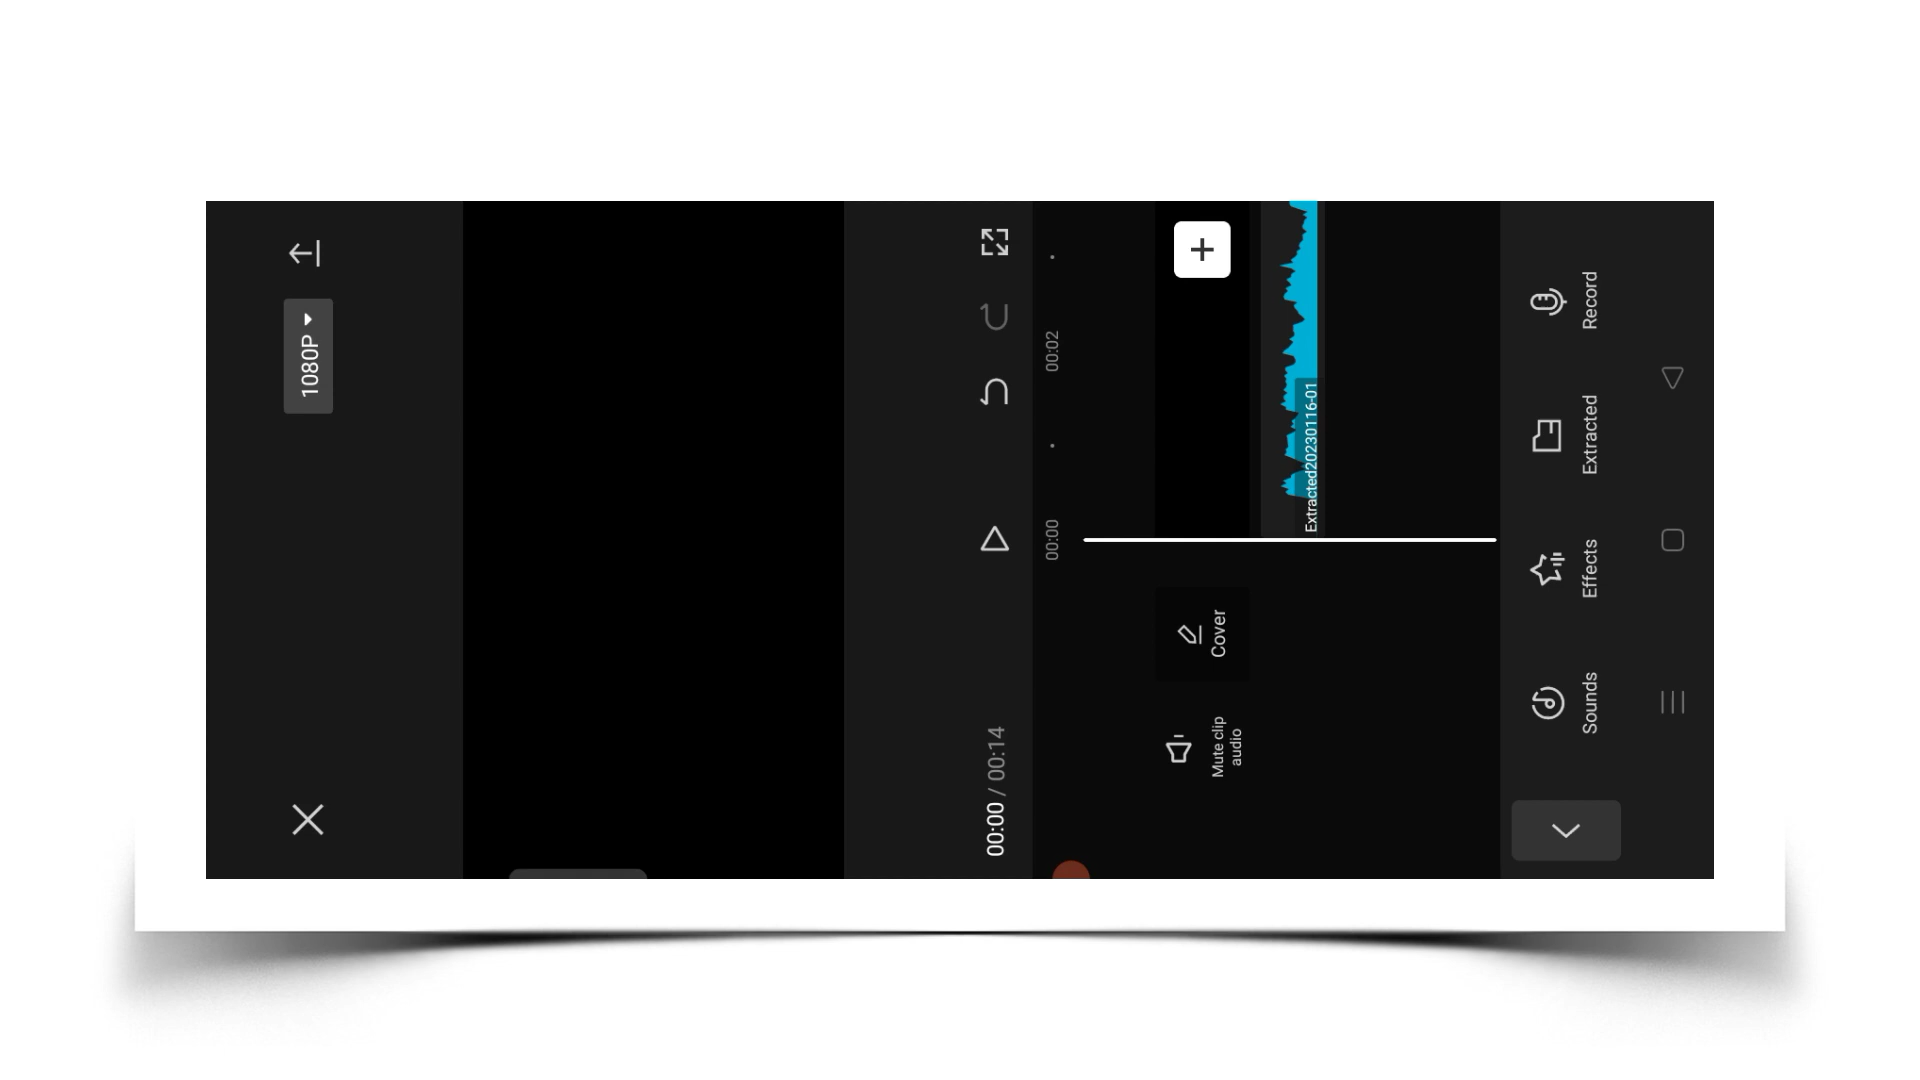 1080P
00:00 / 00:14
00:00
00:02
Cover
Mute clip
audio
Extracted20230116-01
Sounds
Effects
Extracted
Record